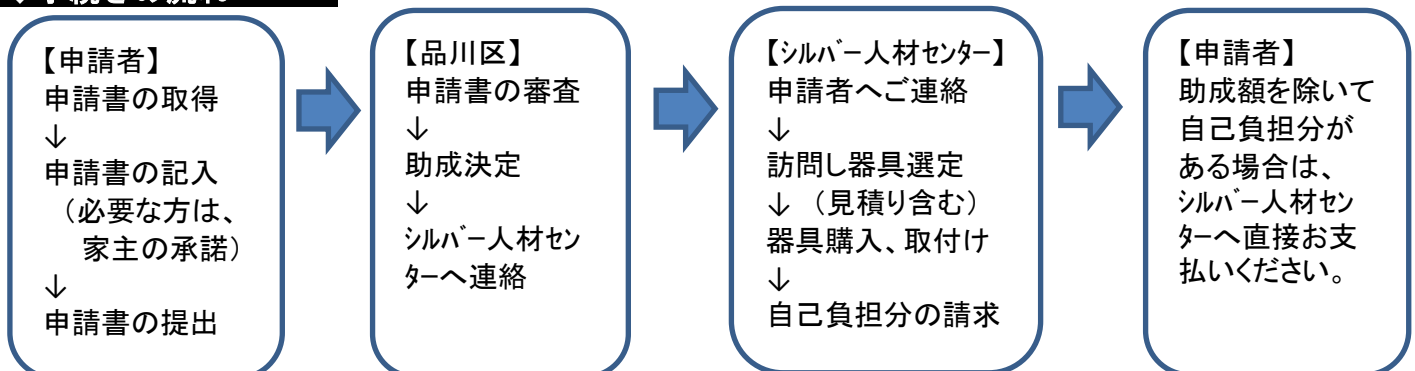 【申請者】
申請書の取得
↓
申請書の記入
（必要な方は、
家主の承諾）
↓
申請書の提出
【品川区】
申請書の審査
↓
助成決定
↓
ｼﾙﾊﾞｰ人材セン
ﾀｰへ連絡
【ｼﾙﾊﾞｰ人材ｾﾝﾀｰ】
申請者へご連絡
↓
訪問し器具選定
↓（見積り含む）
器具購入、取付け
↓
自己負担分の請求
【申請者】
助成額を除いて
自己負担分が
ある場合は、
ｼﾙﾊﾞｰ人材セン
ﾀｰへ直接お支
払いください。